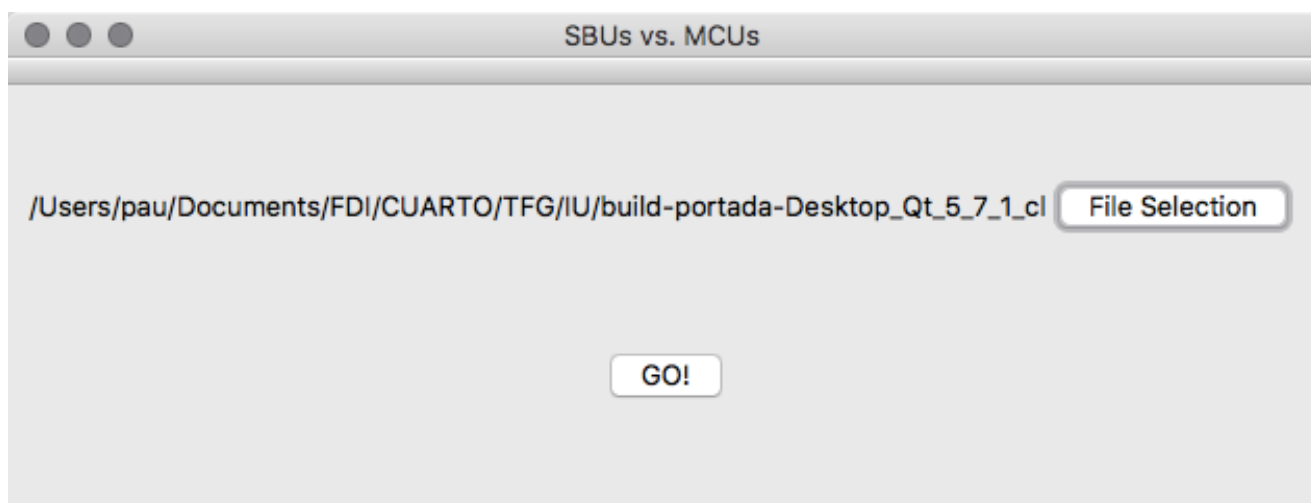 SBUs vs. MCUs
/Users/pau/Documents/FDI/CUARTO/TFG/IU/build-portada-Desktop_Qt_5_7_1_cl File Selection
GO!